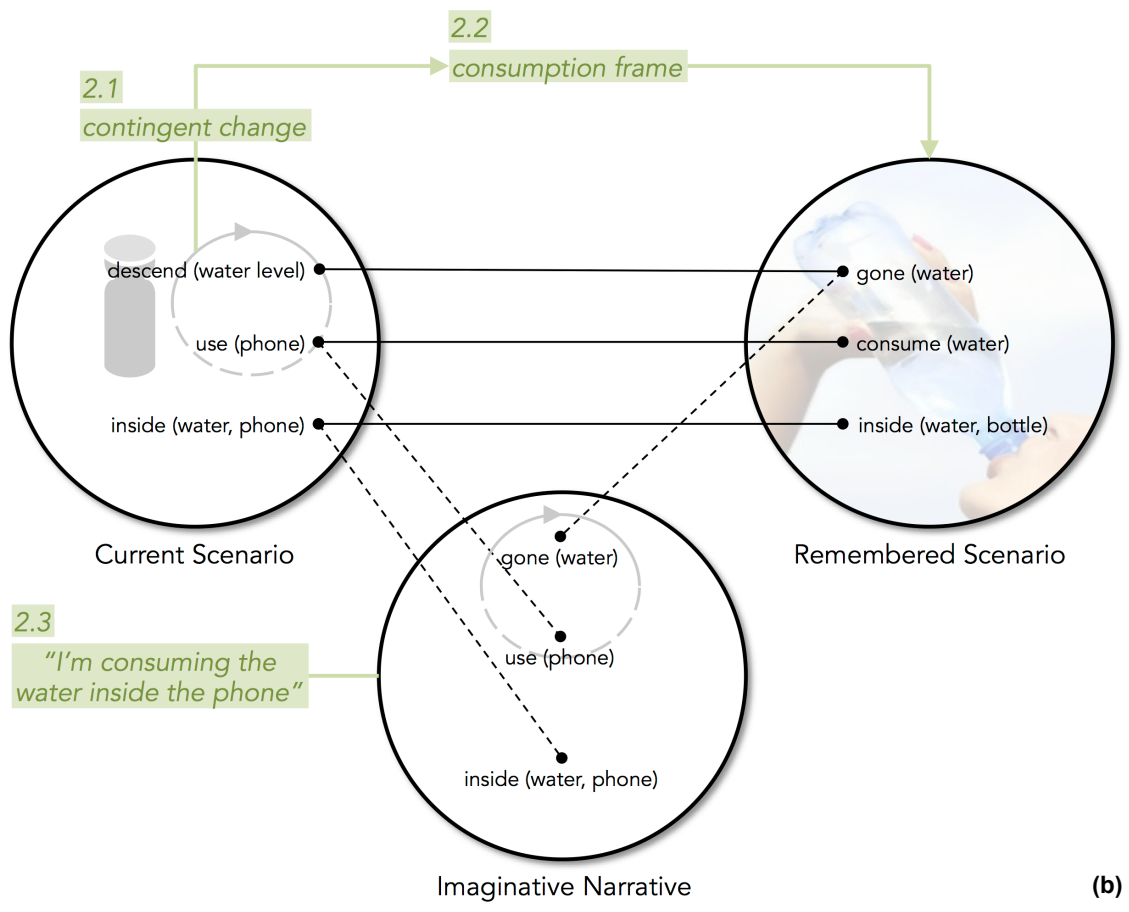 2.2
consumption frame
2.1
contingent change
descend (water level)
use (phone)
inside (water, phone)
Current Scenario
gone (water)
consume (water)
inside (water, bottle)
Remembered Scenario
2.3
“I’m consuming the
water inside the phone”
gone (water)
use (phone)
inside (water, phone)
Imaginative Narrative
(b)